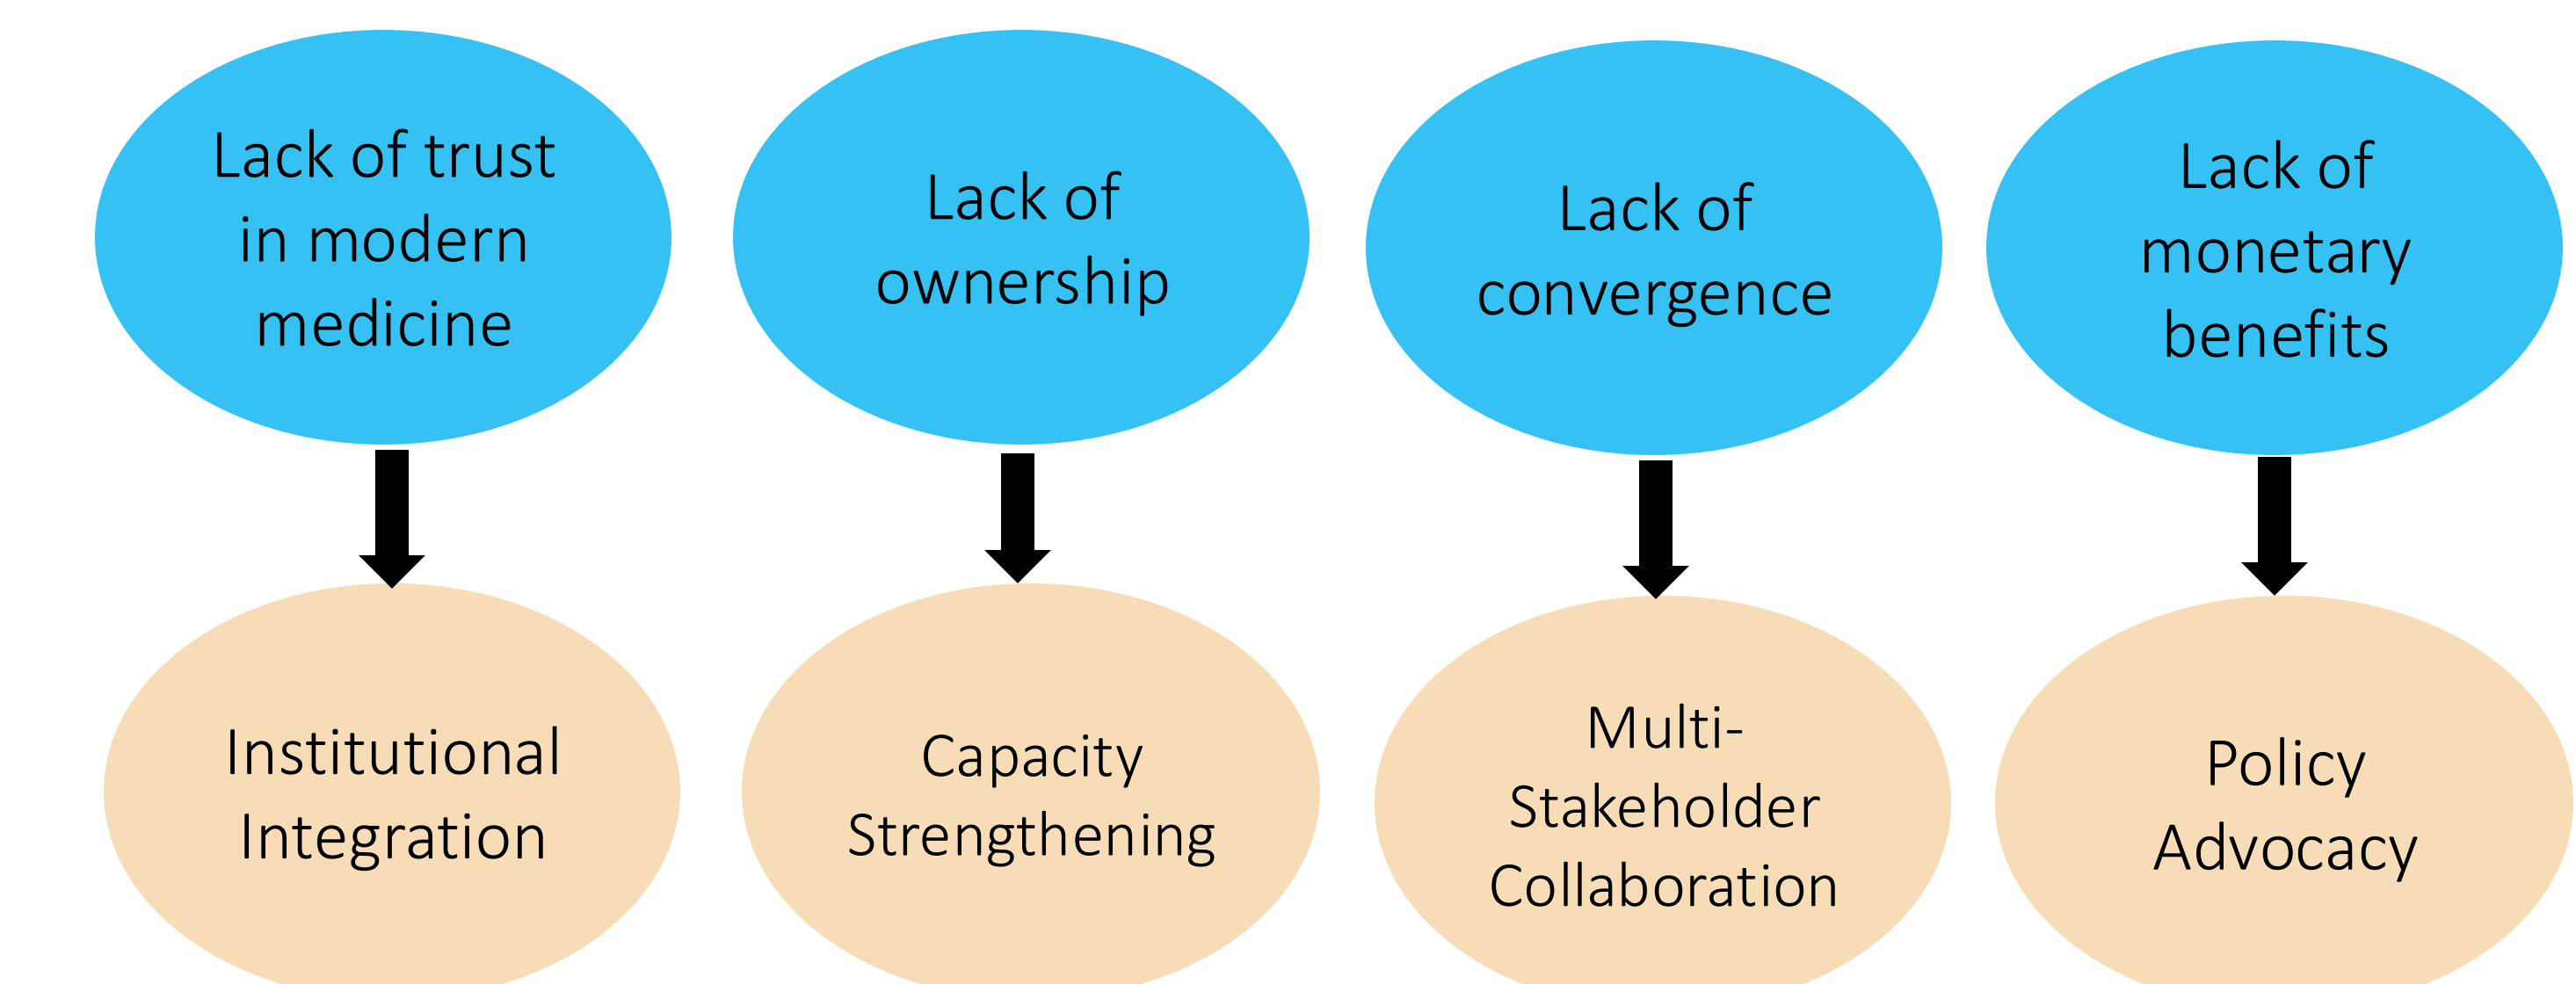 Lack of trust
in modern
medicine
Lack of
ownership
Lack of
convergence
Lack of
monetary
benefits
Institutional
Integration
Capacity
Strengthening
Multi-
Stakeholder
Collaboration
Policy
Advocacy